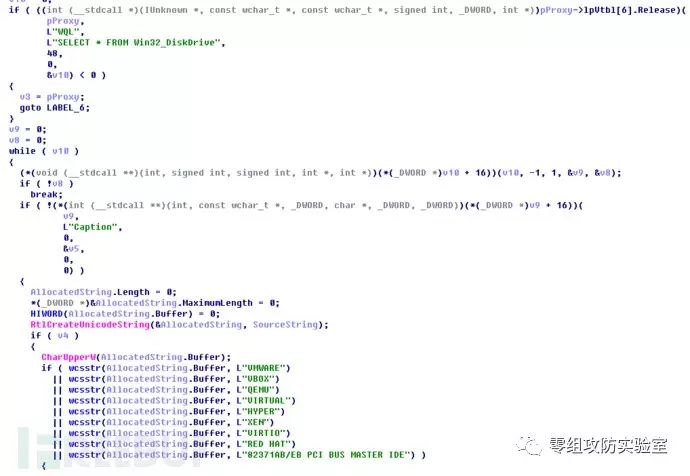 if ( ((int (__stdcall *)(IUnknown *, const wchar_t *, const wchar_t *, signed int, _DWORD, int *))pProxy->lpVtbl[6].Release)(
pProxy,
L"WQL",
L"SELECT * FROM Win32_DiskDrive",
48,
0,
&v10) < 0 )
{
v3 = pProxy;
goto LABEL_6;
}
v9 = 0;
v8 = 0;
while ( v10 )
{
(*(void (__stdcall **)(int, signed int, signed int, int *, int *))(*(_DWORD *)v10 + 16))(v10, -1, 1, &v9, &v8);
if ( !v8 )
break;
if ( !(*(int (__stdcall **)(int, const wchar_t *, _DWORD, char *, _DWORD, _DWORD))(*(_DWORD *)v9 + 16))(
v9,
L"Caption",
0,
&v5,
0,
0) )
{
AllocatedString.Length = 0;
*(_DWORD *)&AllocatedString.MaximumLength = 0;
HIWORD(AllocatedString.Buffer) = 0;
RtlCreateUnicodeString(&AllocatedString, SourceString);
if ( v4 )
{
CharUpperW(AllocatedString.Buffer);
if ( wcsstr(AllocatedString.Buffer, L"VMWARE")
|| wcsstr(AllocatedString.Buffer, L"VBOX")
|| wcsstr(AllocatedString.Buffer, L"QEMU")
|| wcsstr(AllocatedString.Buffer, L"VIRTUAL")
|| wcsstr(AllocatedString.Buffer, L"HYPER")
|| wcsstr(AllocatedString.Buffer, L"XEN")
|| wcsstr(AllocatedString.Buffer, L"VIRTIO")
|| wcsstr(AllocatedString.Buffer, L"RED HAT")
|| wcsstr(AllocatedString.Buffer, L"82371AB/EB PCI BUS MASTER IDE") )
{
零组攻防实验室